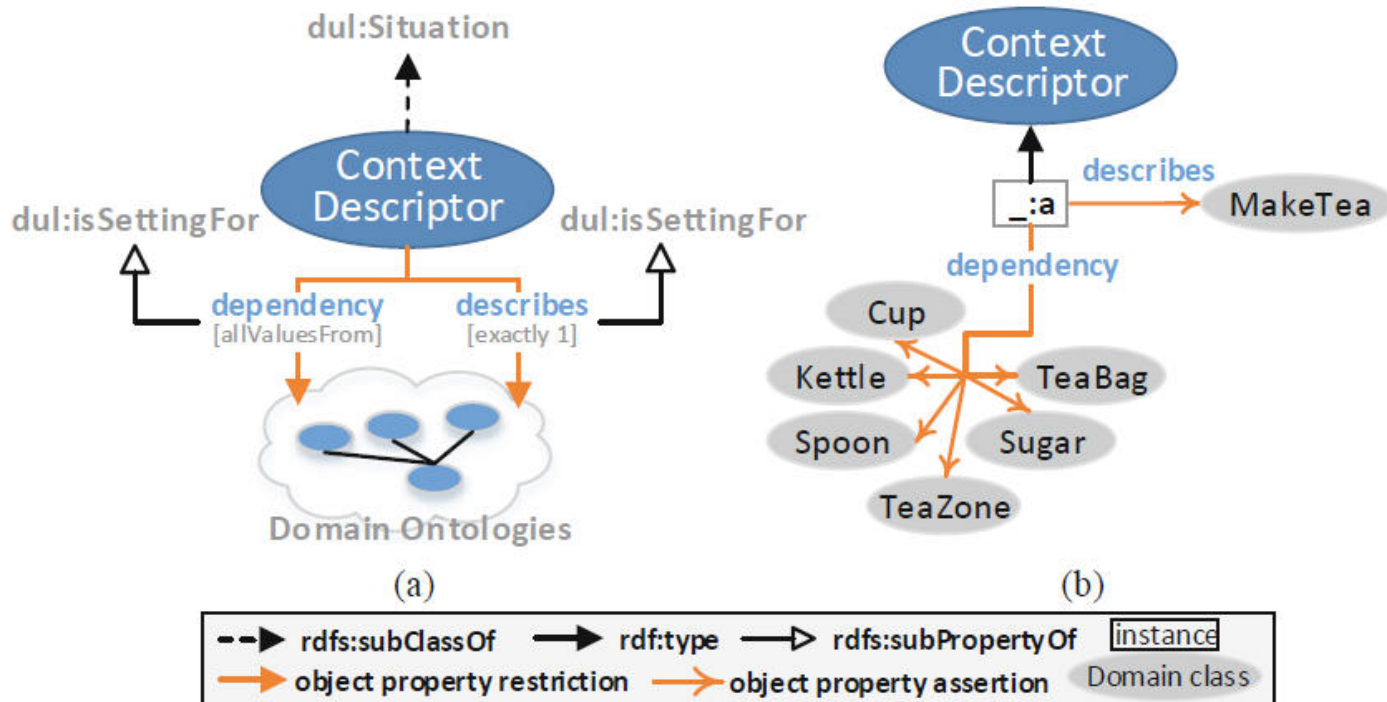 dul:Situation
Context
Descriptor
dul:isSettingFor
dul:isSettingFor
dependency
[allValuesFrom]
describes
[exactly 1]
Domain Ontologies
(a)
Context
Descriptor
_:a
describes
MakeTea
dependency
Cup
Kettle
TeaBag
Spoon
Sugar
TeaZone
(b)
rdfs:subClassOf
rdf:type
rdfs:subPropertyOf
instance
object property restriction
object property assertion
Domain class